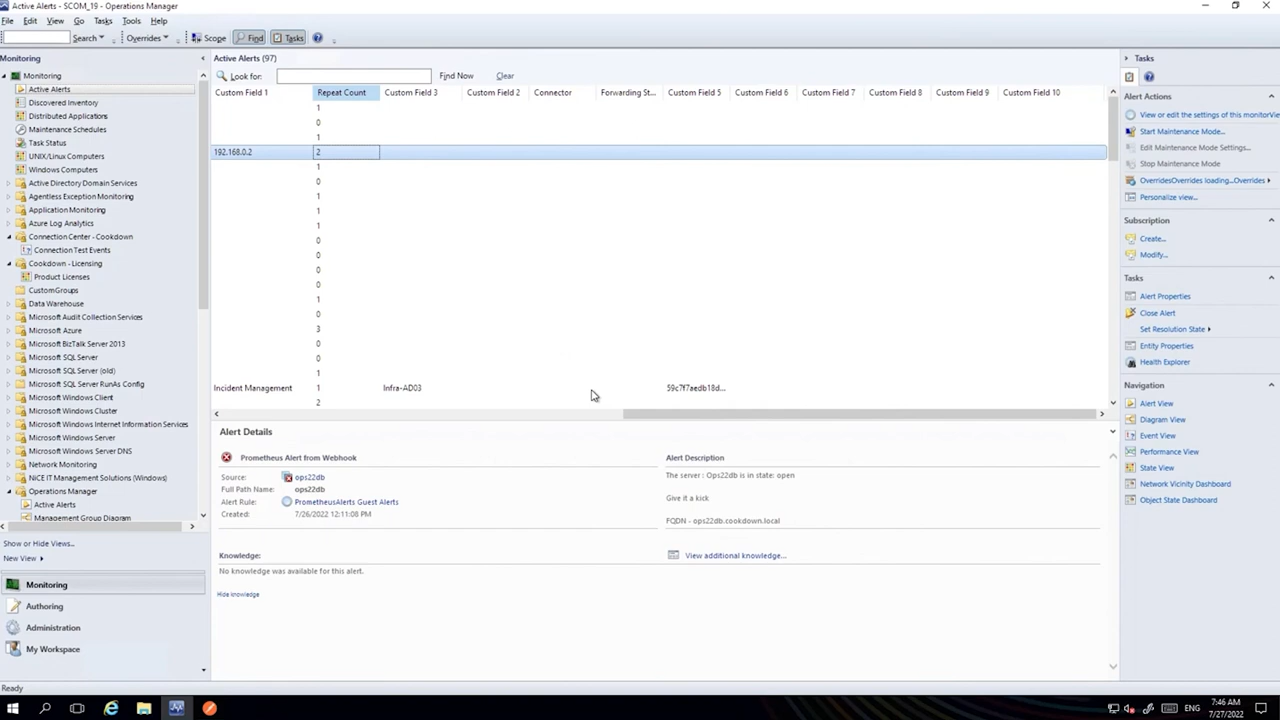 Active Alerts - SCOM_19 - Operations Manager
File Edit View Go Tasks Tools Help
Search Overrides Scope Find Tasks
Monitoring
Monitoring
Active Alerts
Discovered Inventory
Distributed Applications
Maintenance Schedules
Task Status
UNIX/Linux Computers
Windows Computers
Active Directory Domain Services
Agentless Exception Monitoring
Application Monitoring
Azure Log Analytics
Connection Center - Cookdown
Connection Test Events
Cookdown - Licensing
Product Licenses
CustomGroups
Data Warehouse
Microsoft Audit Collection Services
Microsoft Azure
Microsoft BizTalk Server 2013
Microsoft SQL Server
Microsoft SQL Server (old)
Microsoft SQL Server RunAs Config
Microsoft Windows Client
Microsoft Windows Cluster
Microsoft Windows Internet Information Services
Microsoft Windows Server
Microsoft Windows Server DNS
Network Monitoring
NiCE IT Management Solutions (Windows)
Operations Manager
Active Alerts
Management Group Diagram
Show or Hide Views...
New View
Monitoring
Authoring
Administration
My Workspace
Active Alerts (97)
Look for: Find Now Clear
Custom Field 1 Repeat Count Custom Field 3 Custom Field 2 Connector Forwarding St... Custom Field 5 Custom Field 6 Custom Field 7 Custom Field 8 Custom Field 9 Custom Field 10
1
0
1
192.168.0.2 2
1
0
1
1
1
0
0
0
0
1
0
3
0
0
1
Incident Management 1 Infra-AD03 59c7f7aedb18d...
2
Alert Details
Prometheus Alert from Webhook
Source: ops22db
Full Path Name: ops22db
Alert Rule: PrometheusAlerts Guest Alerts
Created: 7/26/2022 12:11:08 PM
Alert Description
The server : Ops22db is in state: open
Give it a kick
FQDN - ops22db.cookdown.local
Knowledge:
View additional knowledge...
No knowledge was available for this alert.
Hide knowledge
Tasks
Alert Actions
View or edit the settings of this monitorVie
Start Maintenance Mode...
Edit Maintenance Mode Settings...
Stop Maintenance Mode
OverridesOverrides loading...Overrides
Personalize view...
Subscription
Create...
Modify...
Tasks
Alert Properties
Close Alert
Set Resolution State
Entity Properties
Health Explorer
Navigation
Alert View
Diagram View
Event View
Performance View
State View
Network Vicinity Dashboard
Object State Dashboard
Ready
ENG
7:46 AM
7/27/2022